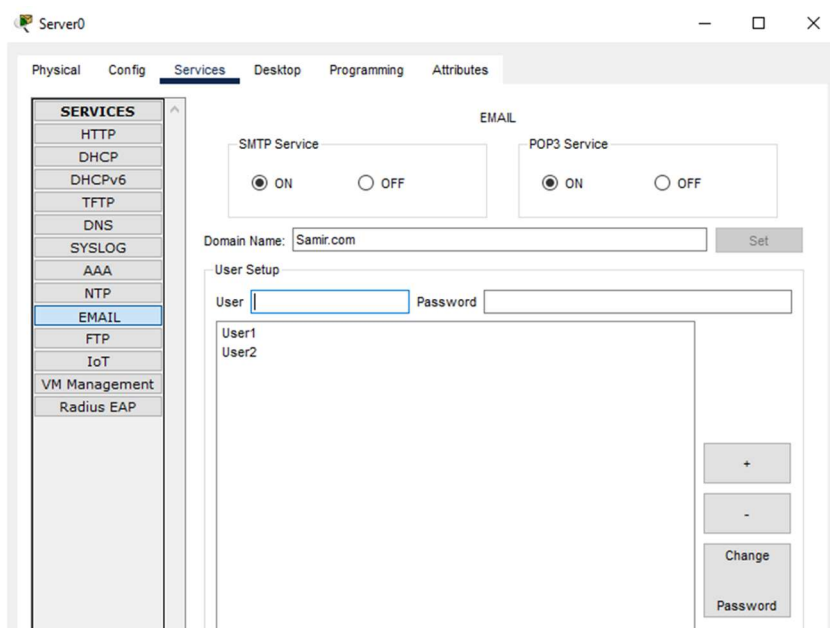 Server0
Physical Config Services Desktop Programming Attributes
SERVICES
HTTP
DHCP
DHCPv6
TFTP
DNS
SYSLOG
AAA
NTP
EMAIL
FTP
IoT
VM Management
Radius EAP
EMAIL
SMTP Service
ON OFF
POP3 Service
ON OFF
Domain Name: Samir.com Set
User Setup
User Password
User1
User2
+
-
Change
Password